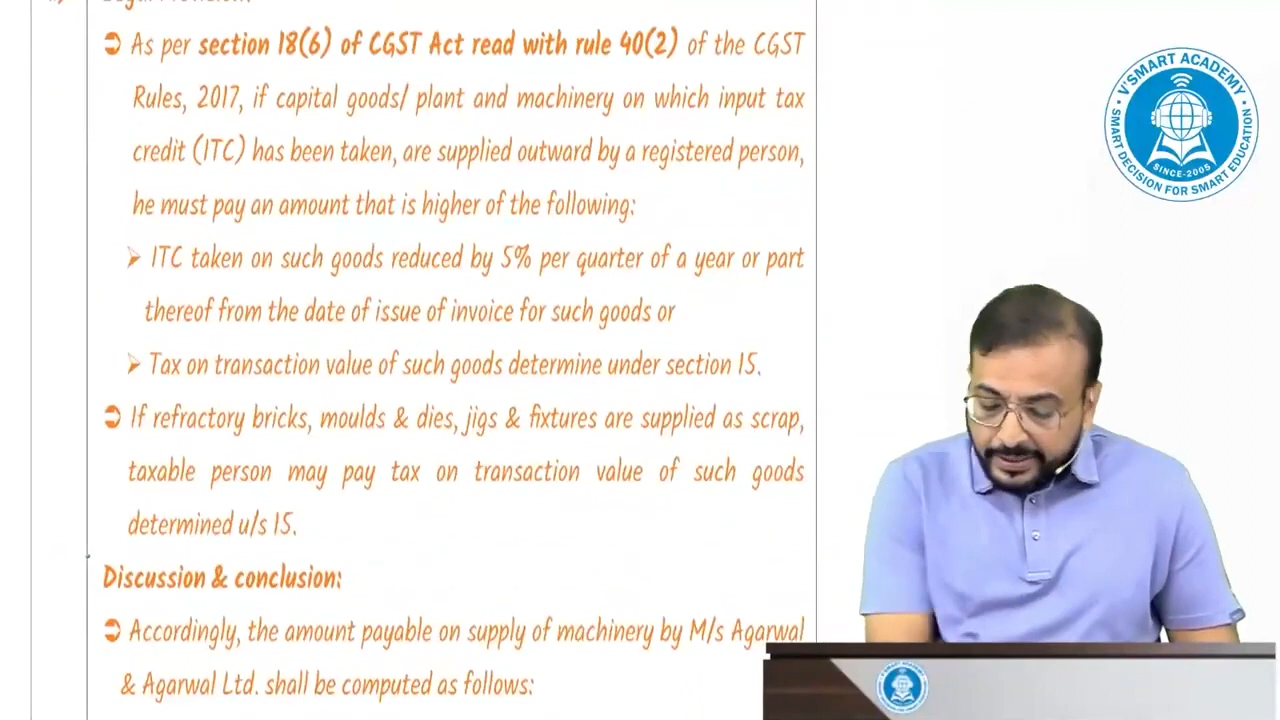 ➲ As per section 18(6) of CGST Act read with rule 40(2) of the CGST
Rules, 2017, if capital goods/ plant and machinery on which input tax
credit (ITC) has been taken, are supplied outward by a registered person,
he must pay an amount that is higher of the following:
➢ ITC taken on such goods reduced by 5% per quarter of a year or part
thereof from the date of issue of invoice for such goods or
➢ Tax on transaction value of such goods determine under section 15.
➲ If refractory bricks, moulds & dies, jigs & fixtures are supplied as scrap,
taxable person may pay tax on transaction value of such goods
determined u/s 15.
Discussion & conclusion:
➲ Accordingly, the amount payable on supply of machinery by M/s Agarwal
& Agarwal Ltd. shall be computed as follows:
VSMART ACADEMY
SINCE-2005
SMART DECISION FOR SMART EDUCATION